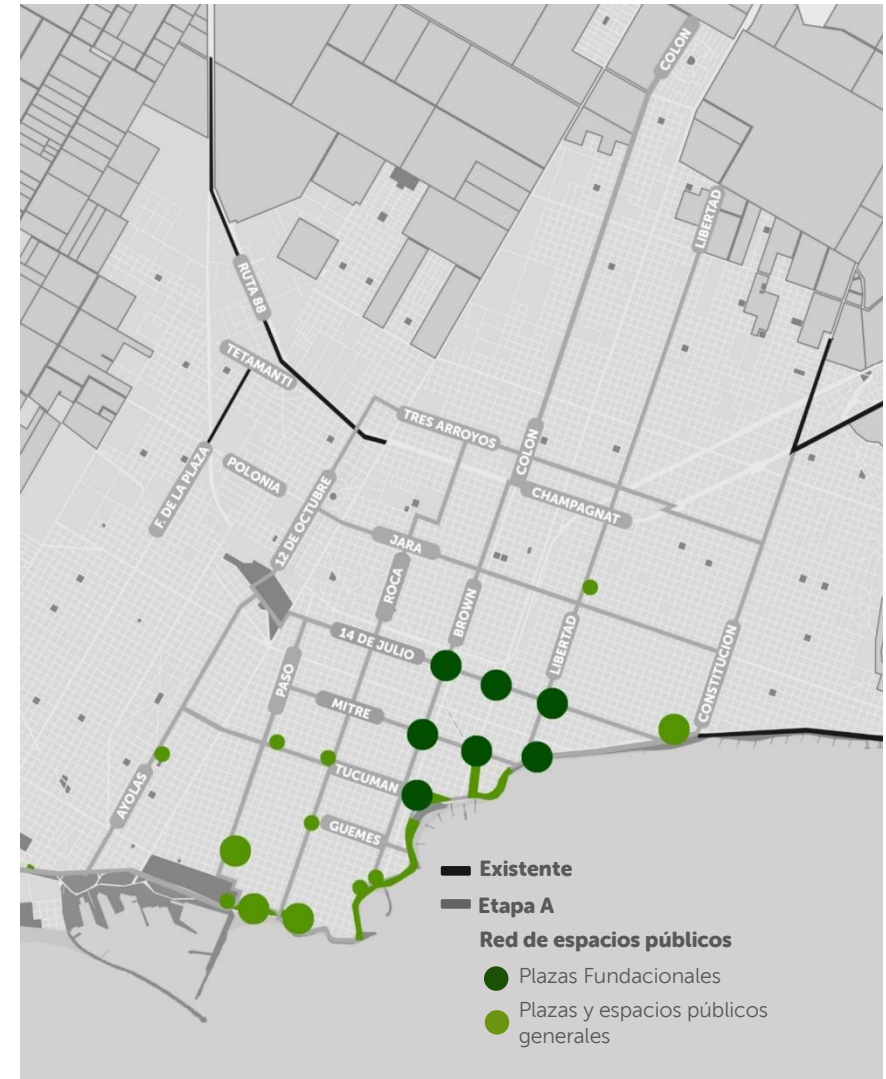 COLON
LIBERTAD
RUTA 88
TETAMANTI
TRES ARROYOS
COLON
F. DE LA PLAZA
POLONIA
12 DE OCTUBRE
CHAMPAGNAT
JARA
ROCA
BROWN
14 DE JULIO
LIBERTAD
CONSTITUCION
PASO
MITRE
AYOLAS
TUCUMAN
GUEMES
Existente
Etapa A
Red de espacios públicos
Plazas Fundacionales
Plazas y espacios públicos
generales